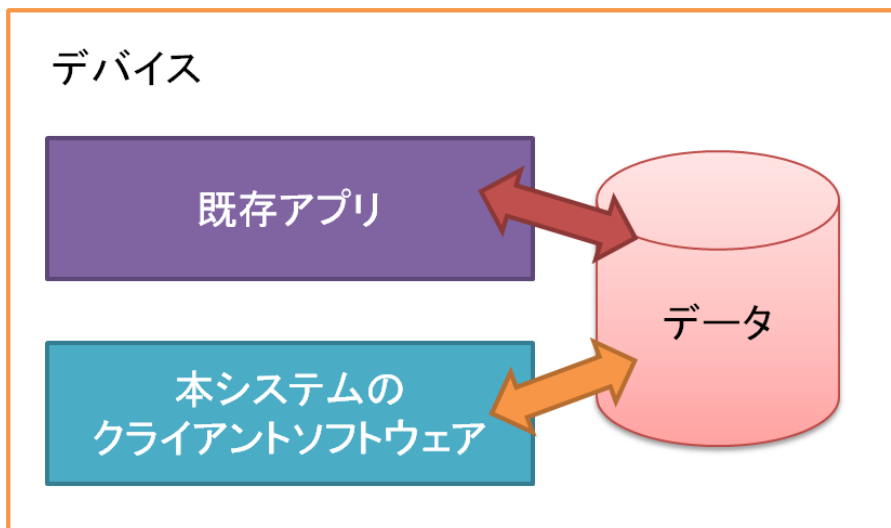 デバイス
既存アプリ
データ
本システムの
クライアントソフトウェア